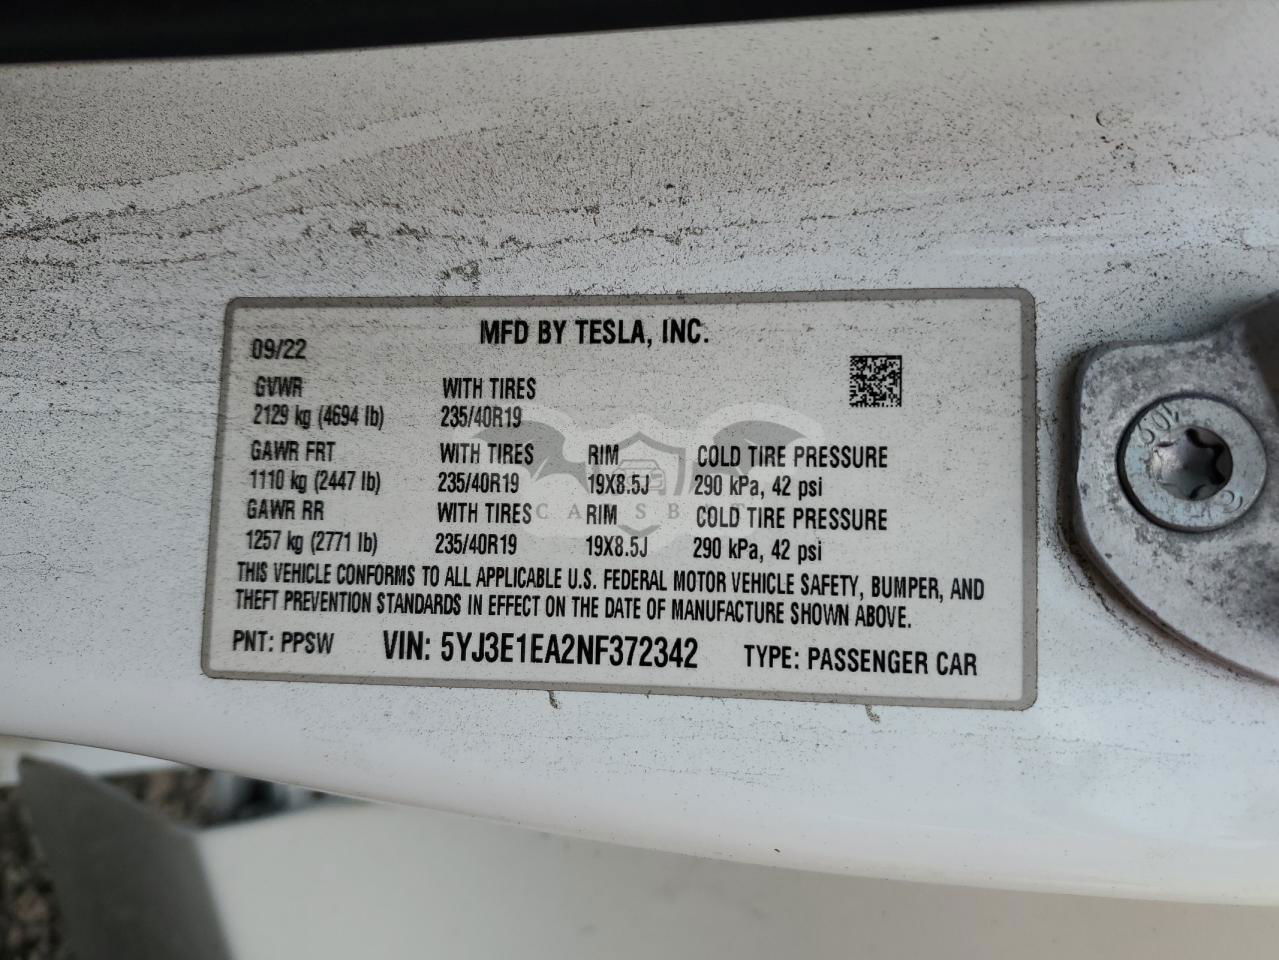 MFD BY TESLA, INC.
09/22
GVWR WITH TIRES
2129 kg (4694 lb) 235/40R19
GAWR FRT WITH TIRES RIM COLD TIRE PRESSURE
1110 kg (2447 lb) 235/40R19 19X8.5J 290 kPa, 42 psi
GAWR RR WITH TIRES RIM COLD TIRE PRESSURE
1257 kg (2771 lb) 235/40R19 19X8.5J 290 kPa, 42 psi
THIS VEHICLE CONFORMS TO ALL APPLICABLE U.S. FEDERAL MOTOR VEHICLE SAFETY, BUMPER, AND
THEFT PREVENTION STANDARDS IN EFFECT ON THE DATE OF MANUFACTURE SHOWN ABOVE.
PNT: PPSW VIN: 5YJ3E1EA2NF372342 TYPE: PASSENGER CAR